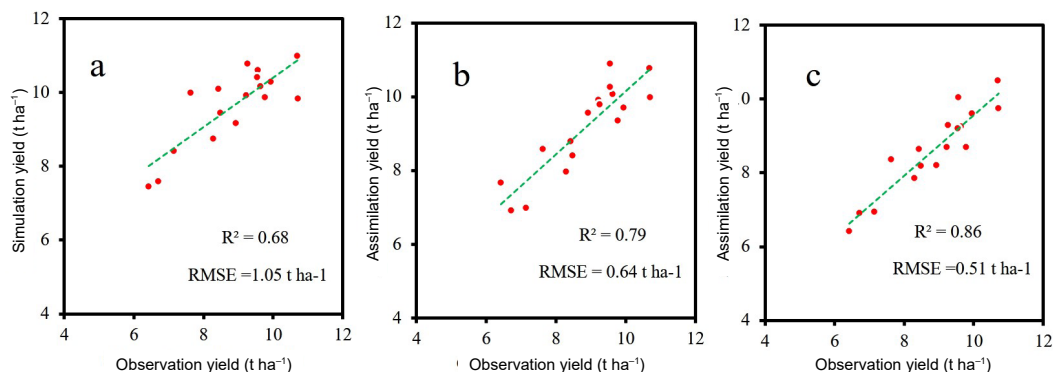 a
Simulation yield (t ha⁻¹)
12
10
8
6
4
R² = 0.68
RMSE =1.05 t ha-1
4 6 8 10 12
Observation yield (t ha⁻¹)
b
Assimilation yield (t ha⁻¹)
12
10
8
6
4
R² = 0.79
RMSE = 0.64 t ha-1
4 6 8 10 12
Observation yield (t ha⁻¹)
c
Assimilation yield (t ha⁻¹)
12
0
8
6
4
R² = 0.86
RMSE =0.51 t ha-1
4 6 8 10 12
Observation yield (t ha⁻¹)